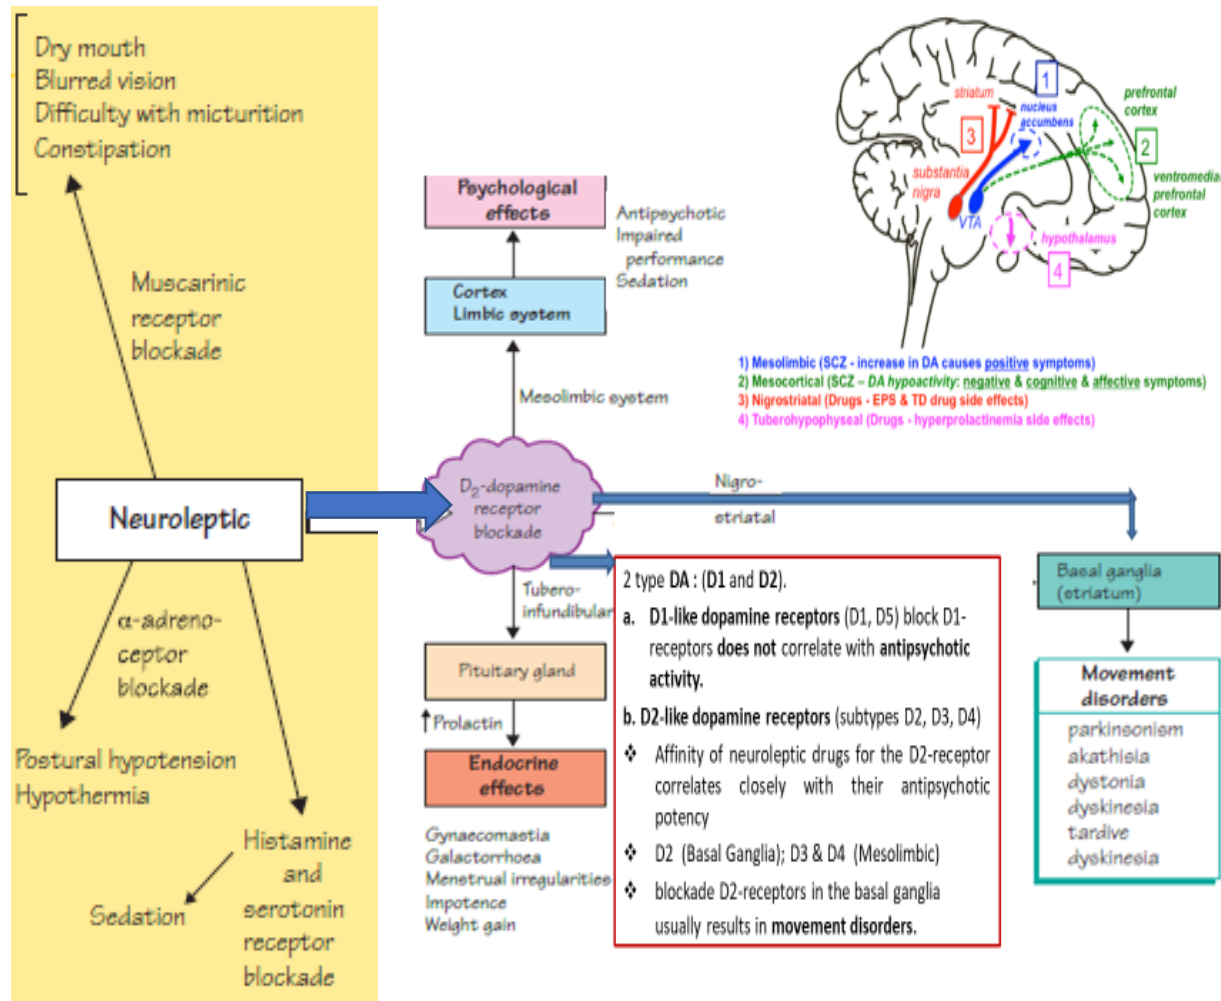 Dry mouth
Blurred vision
Difficulty with micturition
Constipation
Muscarinic
receptor
blockade
Neuroleptic
α-adreno-
ceptor
blockade
Postural hypotension
Hypothermia
Histamine
and
serotonin
receptor
blockade
Sedation
Psychological
effects
Antipsychotic
Impaired
performance
Sedation
Cortex
Limbic system
Mesolimbic system
D2-dopamine
receptor
blockade
Nigro-
striatal
Tubero-
infundibular
Pituitary gland
Prolactin
Endocrine
effects
Gynaecomastia
Galactorrhoea
Menstrual irregularities
Impotence
Weight gain
2 type DA : (D1 and D2).
a. D1-like dopamine receptors (D1, D5) block D1-
receptors does not correlate with antipsychotic
activity.
b. D2-like dopamine receptors (subtypes D2, D3, D4)
❖ Affinity of neuroleptic drugs for the D2-receptor
correlates closely with their antipsychotic
potency
❖ D2 (Basal Ganglia); D3 & D4 (Mesolimbic)
❖ blockade D2-receptors in the basal ganglia
usually results in movement disorders.
Basal ganglia
(striatum)
Movement
disorders
parkinsonism
akathisia
dystonia
dyskinesia
tardive
dyskinesia
1
striatum
nucleus
accumbens
prefrontal
cortex
3
2
substantia
nigra
ventromedial
prefrontal
cortex
VTA
hypothalamus
4
1) Mesolimbic (SCZ - increase in DA causes positive symptoms)
2) Mesocortical (SCZ – DA hypoactivity: negative & cognitive & affective symptoms)
3) Nigrostriatal (Drugs - EPS & TD drug side effects)
4) Tuberohypophyseal (Drugs - hyperprolactinemia side effects)